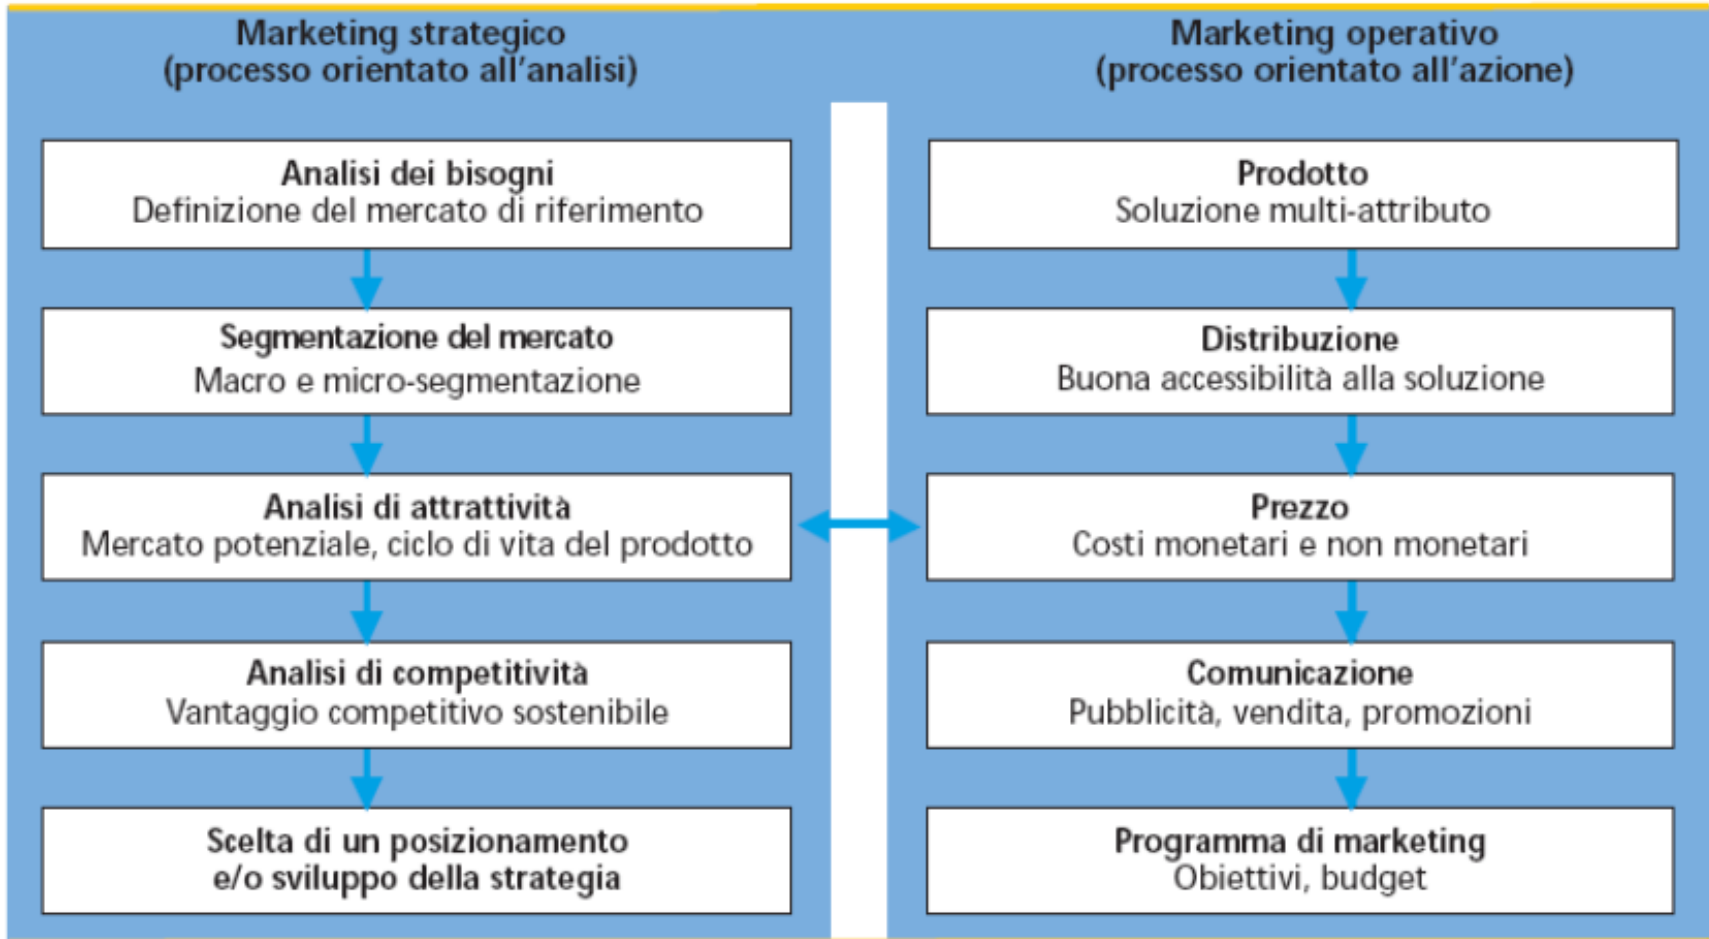 Marketing strategico
(processo orientato all'analisi)
Analisi dei bisogni
Definizione del mercato di riferimento
Segmentazione del mercato
Macro e micro-segmentazione
Analisi di attrattività
Mercato potenziale, ciclo di vita del prodotto
Analisi di competitività
Vantaggio competitivo sostenibile
Scelta di un posizionamento
e/o sviluppo della strategia
Marketing operativo
(processo orientato all'azione)
Prodotto
Soluzione multi-attributo
Distribuzione
Buona accessibilità alla soluzione
Prezzo
Costi monetari e non monetari
Comunicazione
Pubblicità, vendita, promozioni
Programma di marketing
Obiettivi, budget